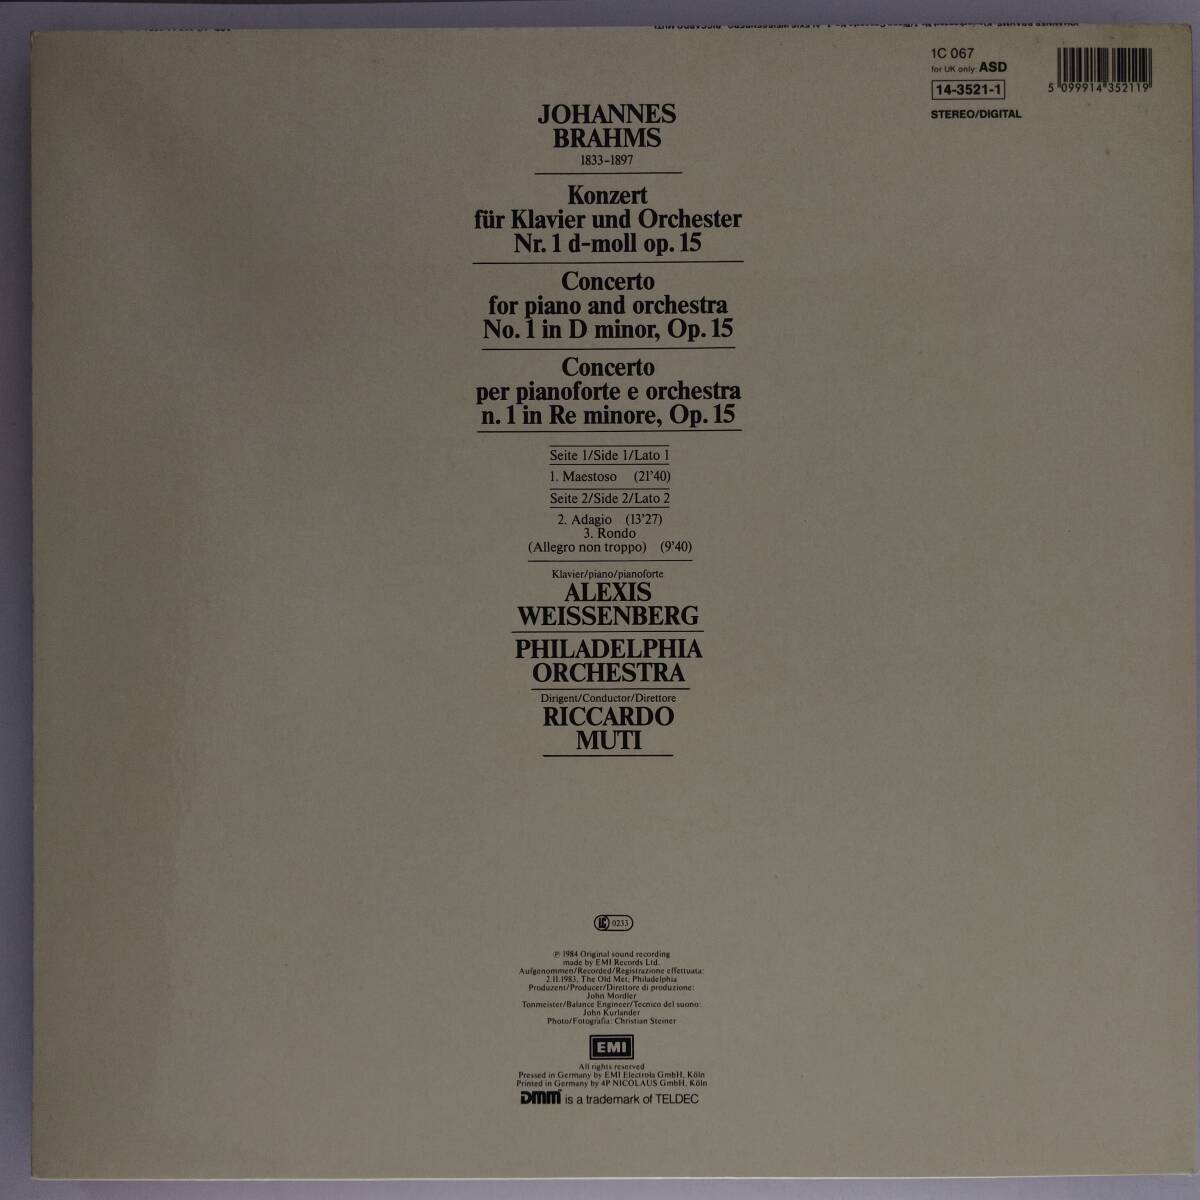 1C 067
for UK only: ASD
14-3521-1
STEREO/DIGITAL
5 099914 352119
JOHANNES
BRAHMS
1833-1897
Konzert
für Klavier und Orchester
Nr. 1 d-moll op. 15
Concerto
for piano and orchestra
No. 1 in D minor, Op. 15
Concerto
per pianoforte e orchestra
n. 1 in Re minore, Op. 15
Seite 1/Side 1/Lato 1
1. Maestoso (21'40)
Seite 2/Side 2/Lato 2
2. Adagio (13'27)
3. Rondo
(Allegro non troppo) (9'40)
Klavier/piano/pianoforte
ALEXIS
WEISSENBERG
PHILADELPHIA
ORCHESTRA
Dirigent/Conductor/Direttore
RICCARDO
MUTI
LC 0233
℗ 1984 Original sound recording
made by EMI Records Ltd.
Aufgenommen/Recorded/Registrazione effettuata:
2.11.1983, The Old Met, Philadelphia
Produzent/Producer/Direttore di produzione:
John Mordler
Tonmeister/Balance Engineer/Tecnico del suono:
John Kurlander
Photo/Fotografia: Christian Steiner
EMI
All rights reserved
Pressed in Germany by EMI Electrola GmbH, Köln
Printed in Germany by 4P NICOLAUS GmbH, Köln
DMM is a trademark of TELDEC